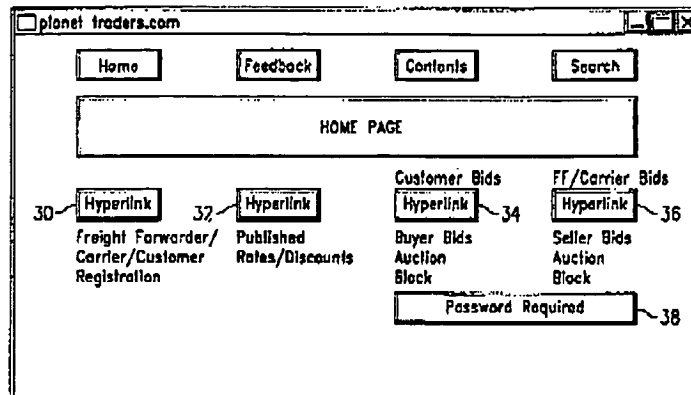 planet traders.com
Home Feedback Contents Search
HOME PAGE
Customer Bids FF/Carrier Bids
30 Hyperlink 32 Hyperlink Hyperlink 34 Hyperlink 36
Freight Forwarder/ Published Buyer Bids Seller Bids
Carrier/Customer Rates/Discounts Auction Auction
Registration Block Block
Password Required 38